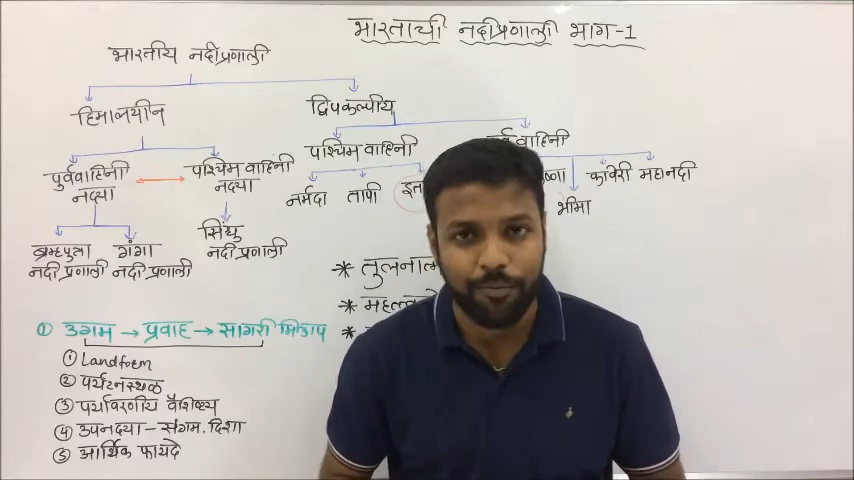 भारताची नदीप्रणाली भाग-1
भारतीय नदीप्रणाली
हिमालयीन
द्विपकल्पीय
पुर्ववाहिनी नद्या
पश्चिम वाहिनी नद्या
पश्चिम वाहिनी
वाहिनी
नर्मदा तापी
कावेरी महानदी
भीमा
ब्रम्हपुत्रा नदी प्रणाली
गंगा नदी प्रणाली
सिंधु नदी प्रणाली
* तुलनात्म
* महत्त्व
*
① उगम → प्रवाह → सागरी मिलाप
① Landform
② पर्यटनस्थळ
③ पर्यावरणीय वैशिष्ट्य
④ उपनद्या - संगम. दिशा
⑤ आर्थिक फायदे